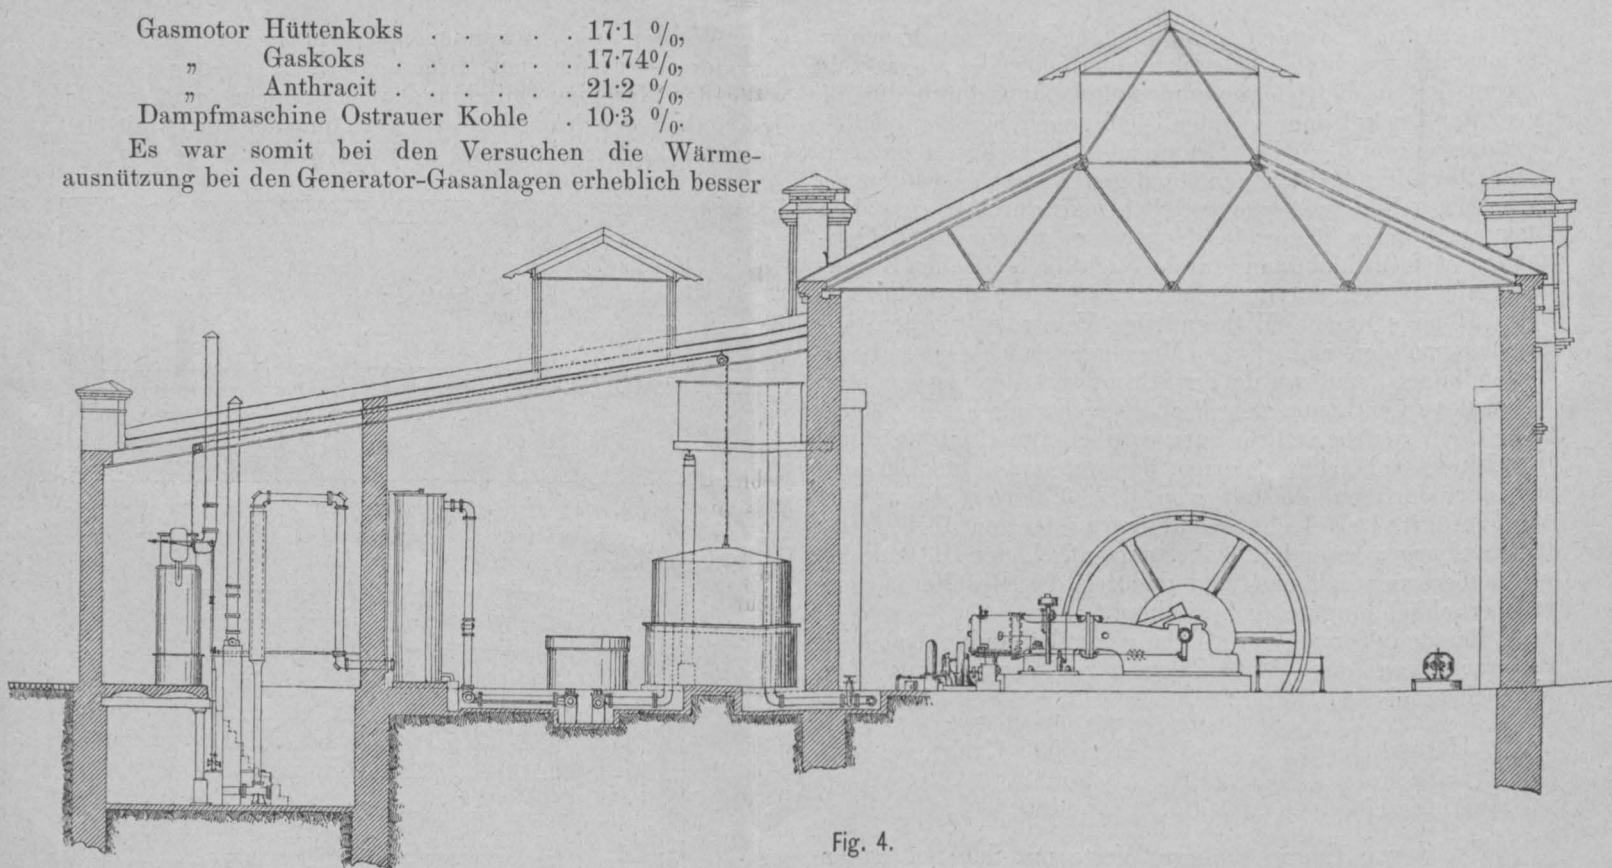 Gasmotor Hüttenkoks . . . . . 17·1 %,
„ Gaskoks . . . . . . 17·74%,
„ Anthracit . . . . . . 21·2 %,
Dampfmaschine Ostrauer Kohle . 10·3 %.
Es war somit bei den Versuchen die Wärme-
ausnützung bei den Generator-Gasanlagen erheblich besser
Fig. 4.